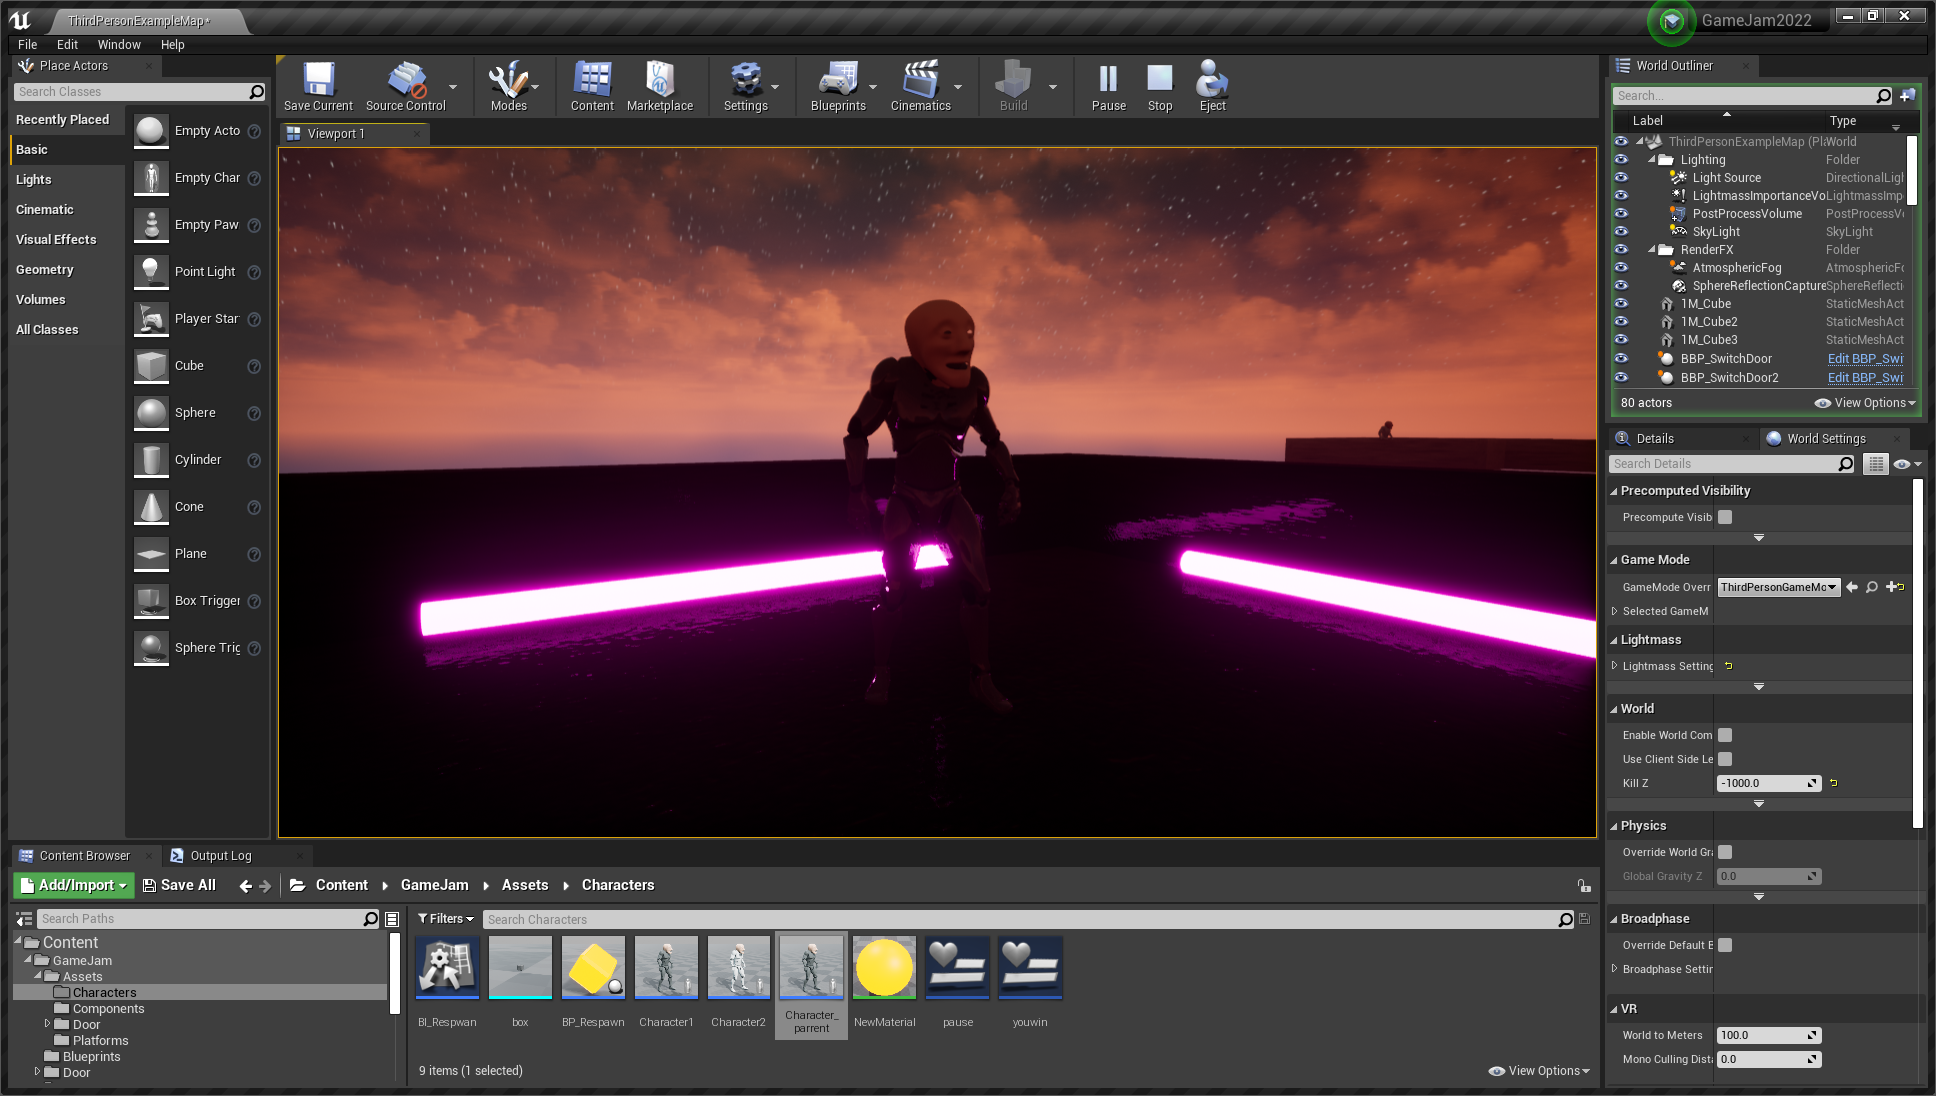 ThirdPersonExampleMap*
GameJam2022
File Edit Window Help
Place Actors
Search Classes
Recently Placed
Basic
Lights
Cinematic
Visual Effects
Geometry
Volumes
All Classes
Empty Acto
Empty Char
Empty Paw
Point Light
Player Star
Cube
Sphere
Cylinder
Cone
Plane
Box Trigger
Sphere Trig
Save Current
Source Control
Modes
Content
Marketplace
Settings
Blueprints
Cinematics
Build
Pause
Stop
Eject
Viewport 1
World Outliner
Search...
Label Type
ThirdPersonExampleMap (Pla World
Lighting Folder
Light Source DirectionalLigh
LightmassImportanceVo LightmassImp
PostProcessVolume PostProcessVo
SkyLight SkyLight
RenderFX Folder
AtmosphericFog AtmosphericFo
SphereReflectionCapture SphereReflecti
1M_Cube StaticMeshAct
1M_Cube2 StaticMeshAct
1M_Cube3 StaticMeshAct
BBP_SwitchDoor Edit BBP_Swi
BBP_SwitchDoor2 Edit BBP_Swi
80 actors View Options
Details World Settings
Search Details
Precomputed Visibility
Precompute Visib
Game Mode
GameMode Overr ThirdPersonGameMo
Selected GameM
Lightmass
Lightmass Setting
World
Enable World Com
Use Client Side Le
Kill Z -1000.0
Physics
Override World Gra
Global Gravity Z 0.0
Broadphase
Override Default B
Broadphase Settin
VR
World to Meters 100.0
Mono Culling Dista 0.0
Content Browser Output Log
Add/Import Save All Content GameJam Assets Characters
Search Paths
Content
GameJam
Assets
Characters
Components
Door
Platforms
Blueprints
Door
Filters Search Characters
BI_Respwan
box
BP_Respawn
Character1
Character2
Character_
parrent
NewMaterial
pause
youwin
9 items (1 selected) View Options